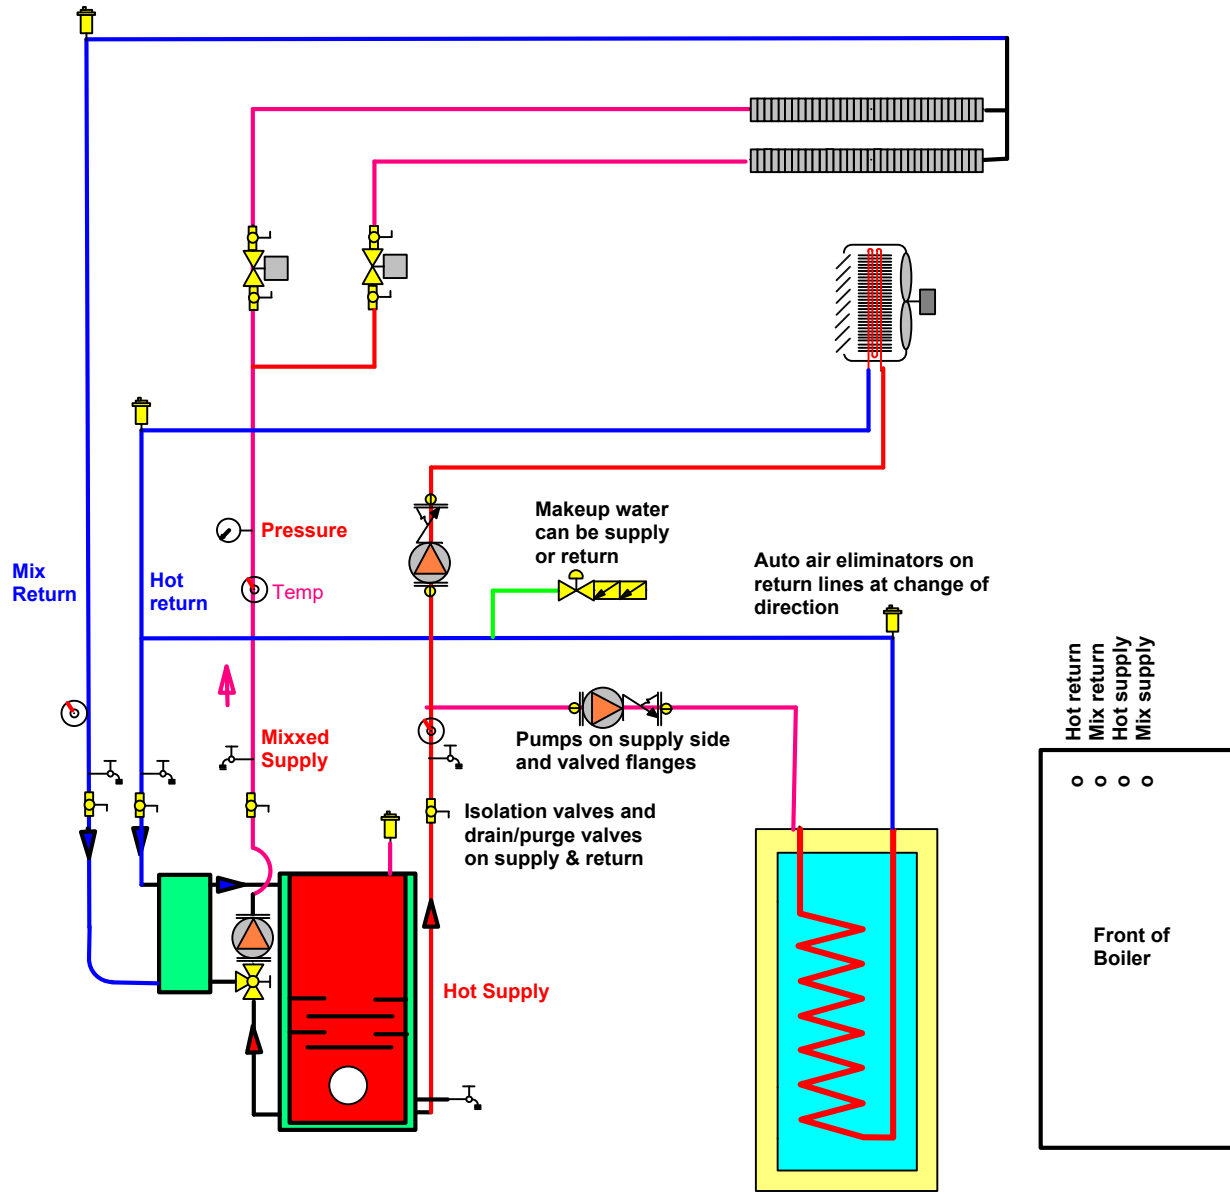 Pressure
Makeup water
can be supply
or return
Mix
Return
Hot
return
Temp
Auto air eliminators on
return lines at change of
direction
Mixxed
Supply
Pumps on supply side
and valved flanges
Isolation valves and
drain/purge valves
on supply & return
Hot Supply
Hot return
Mix return
Hot supply
Mix supply
Front of
Boiler